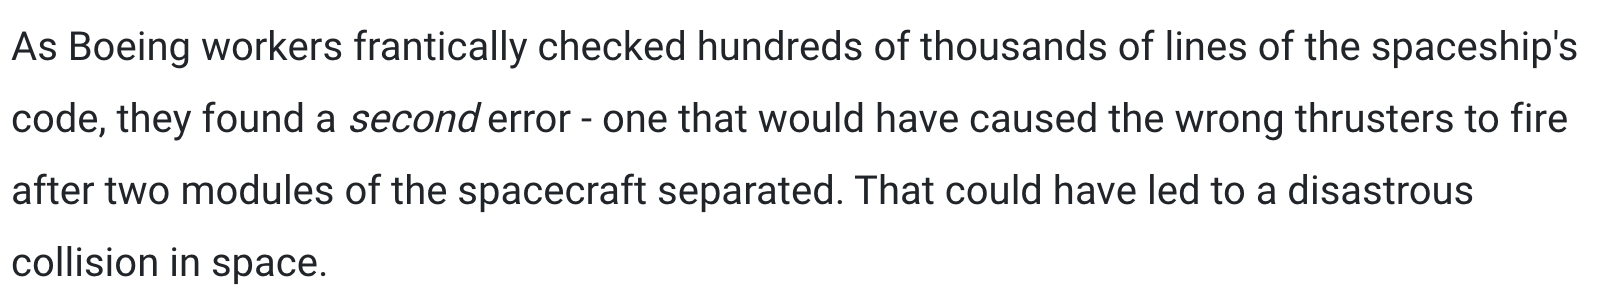 As Boeing workers frantically checked hundreds of thousands of lines of the spaceship's
code, they found a second error - one that would have caused the wrong thrusters to fire
after two modules of the spacecraft separated. That could have led to a disastrous
collision in space.